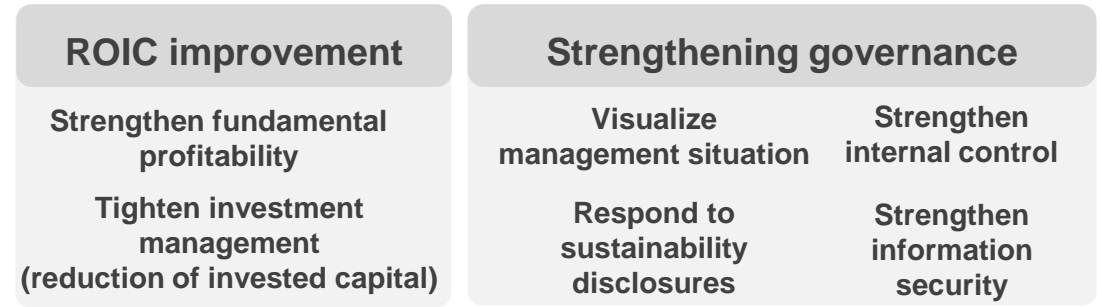 ROIC improvement
Strengthen fundamental
profitability
Tighten investment
management
(reduction of invested capital)
Strengthening governance
Visualize
management situation
Strengthen
internal control
Respond to
sustainability
disclosures
Strengthen
information
security